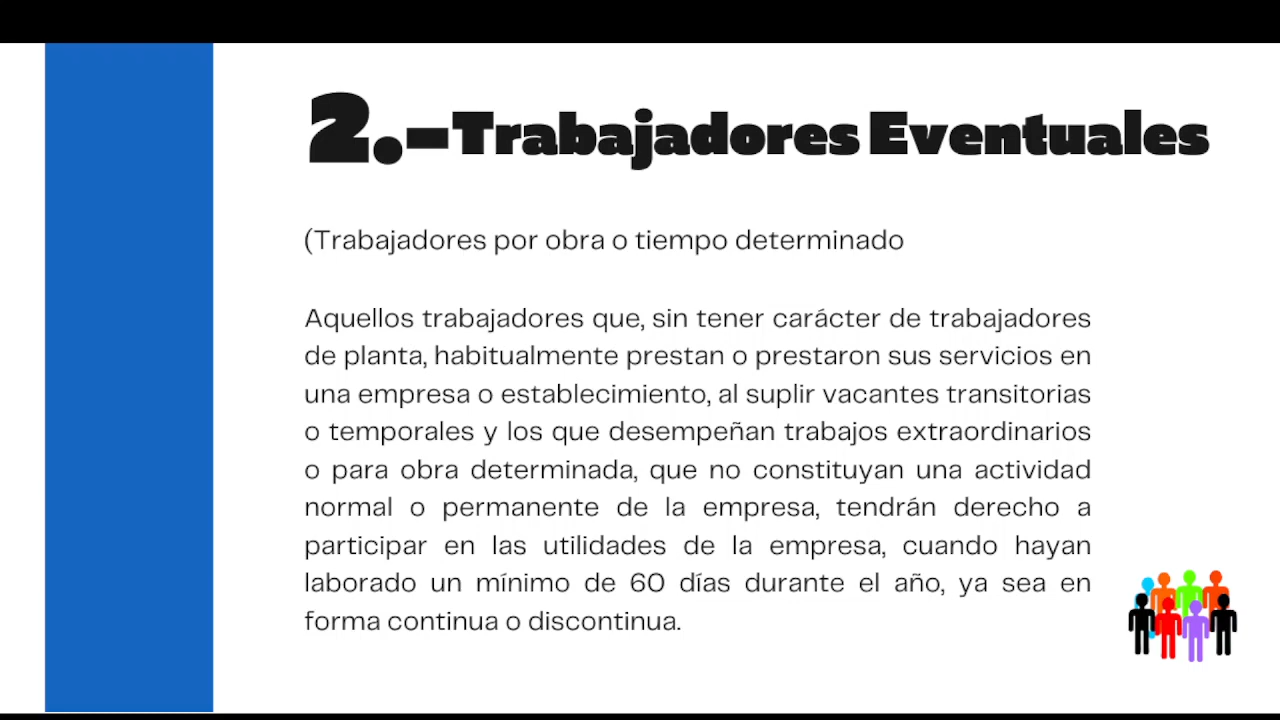 2.-Trabajadores Eventuales
(Trabajadores por obra o tiempo determinado
Aquellos trabajadores que, sin tener carácter de trabajadores
de planta, habitualmente prestan o prestaron sus servicios en
una empresa o establecimiento, al suplir vacantes transitorias
o temporales y los que desempeñan trabajos extraordinarios
o para obra determinada, que no constituyan una actividad
normal o permanente de la empresa, tendrán derecho a
participar en las utilidades de la empresa, cuando hayan
laborado un mínimo de 60 días durante el año, ya sea en
forma continua o discontinua.